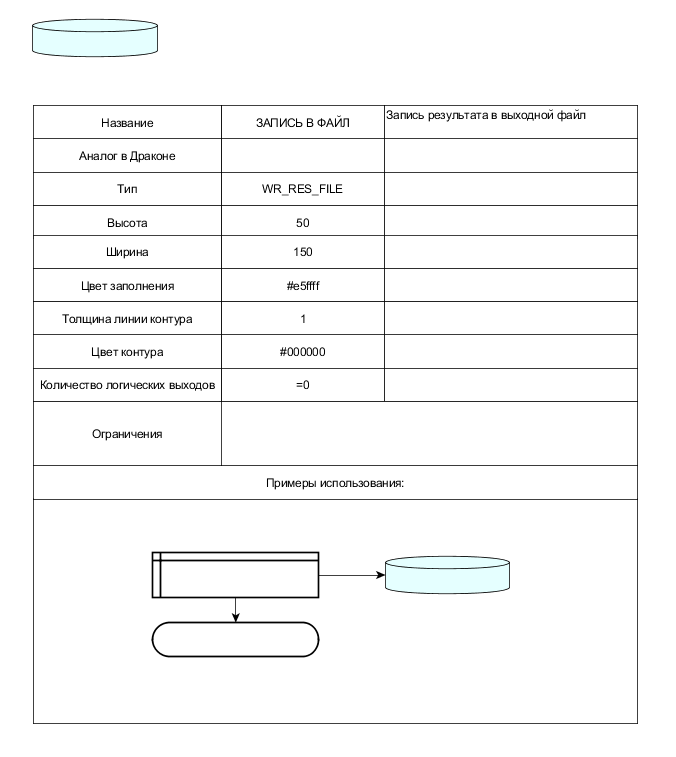 Название ЗАПИСЬ В ФАЙЛ Запись результата в выходной файл
Аналог в Драконе
Тип WR_RES_FILE
Высота 50
Ширина 150
Цвет заполнения #e5ffff
Толщина линии контура 1
Цвет контура #000000
Количество логических выходов =0
Ограничения
Примеры использования: